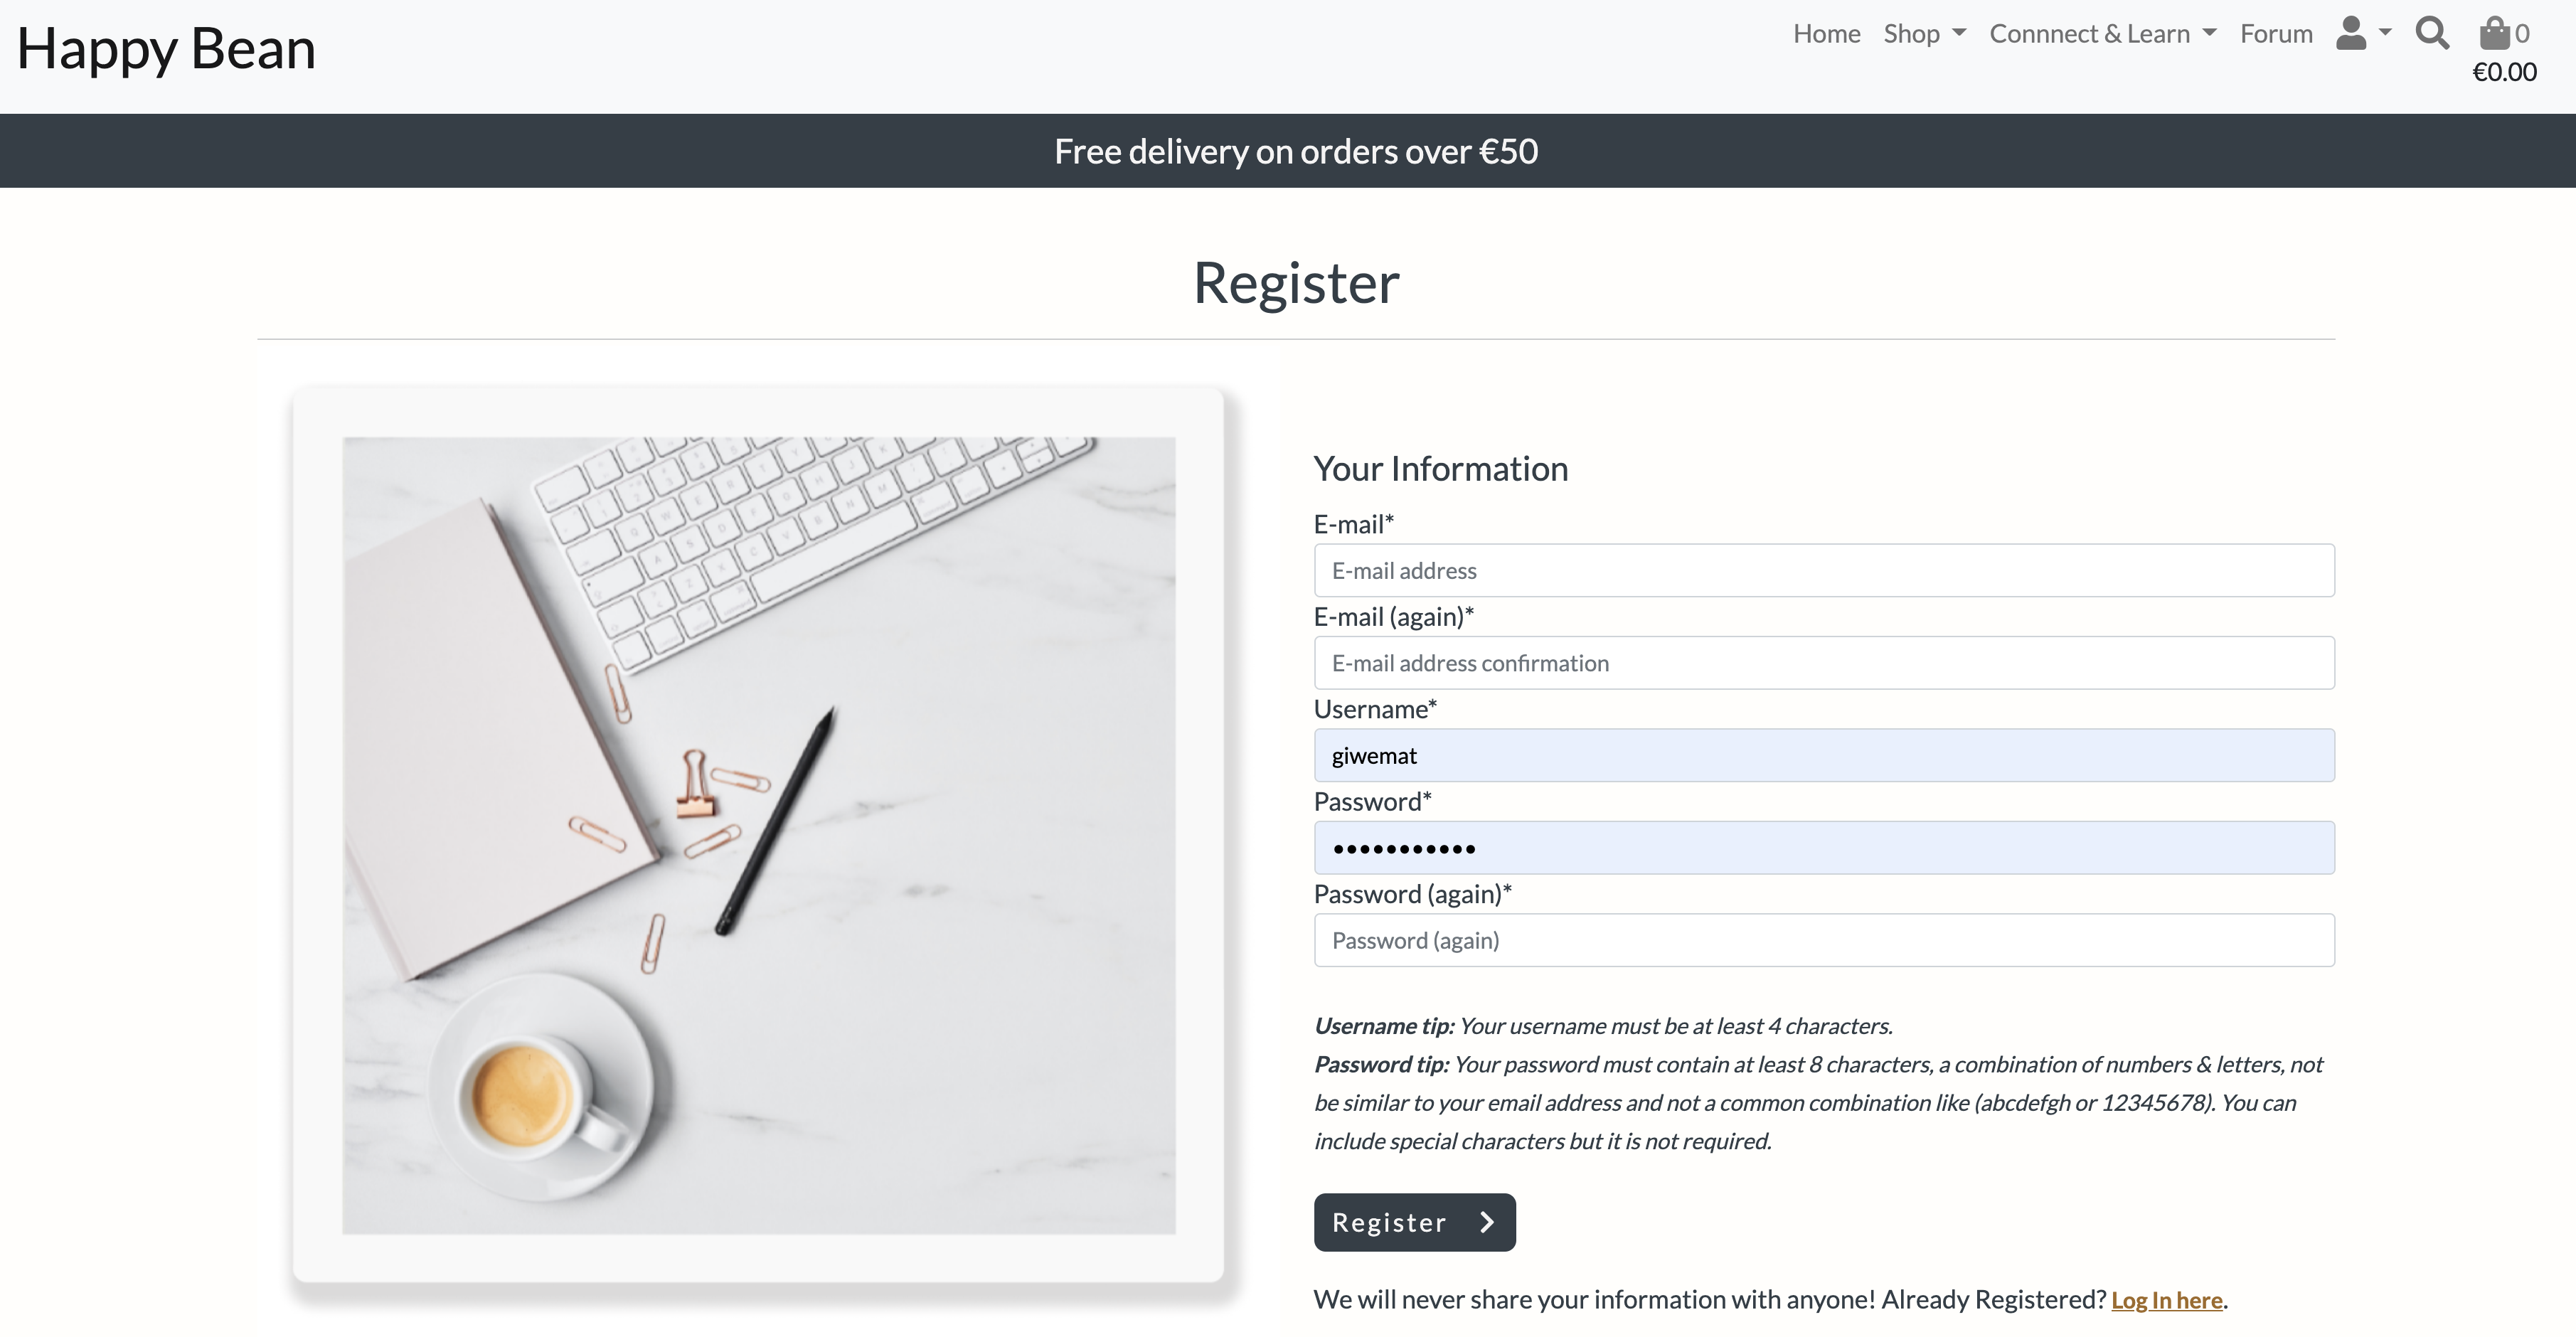 Happy Bean
Home Shop Connnect & Learn Forum 0
€0.00
Free delivery on orders over €50
Register
Your Information
E-mail*
E-mail address
E-mail (again)*
E-mail address confirmation
Username*
giwemat
Password*
•••••••••••
Password (again)*
Password (again)
Username tip: Your username must be at least 4 characters.
Password tip: Your password must contain at least 8 characters, a combination of numbers & letters, not
be similar to your email address and not a common combination like (abcdefgh or 12345678). You can
include special characters but it is not required.
Register
We will never share your information with anyone! Already Registered? Log In here.